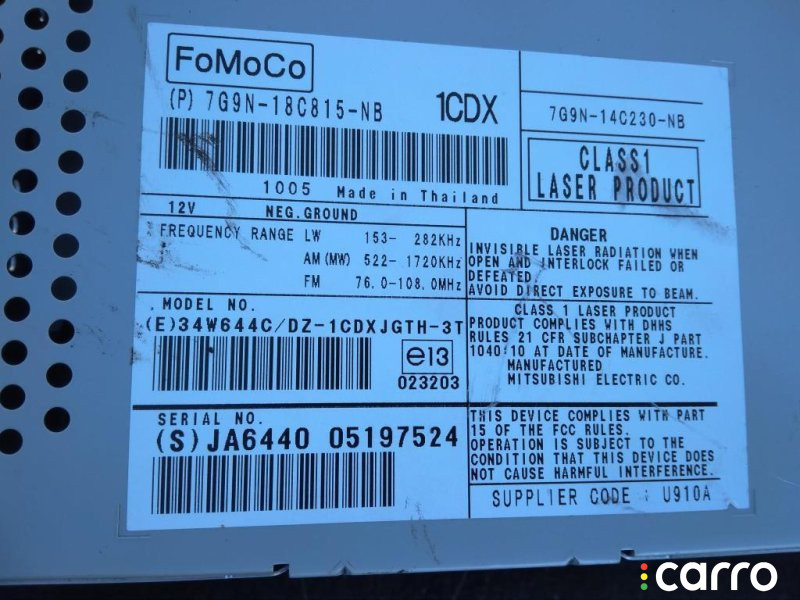 FoMoCo
(P) 7G9N-18C815-NB 1CDX
1005 Made in Thailand
7G9N-14C230-NB
CLASS1
LASER PRODUCT
12V NEG.GROUND
FREQUENCY RANGE LW 153- 282KHz
AM(MW) 522- 1720KHz
FM 76.0-108.0MHz
MODEL NO.
(E)34W644C/DZ-1CDXJGTH-3T
e13
023203
SERIAL NO.
(S)JA6440 05197524
DANGER
INVISIBLE LASER RADIATION WHEN
OPEN AND INTERLOCK FAILED OR
DEFEATED.
AVOID DIRECT EXPOSURE TO BEAM.
CLASS 1 LASER PRODUCT
PRODUCT COMPLIES WITH DHHS
RULES 21 CFR SUBCHAPTER J PART
1040:10 AT DATE OF MANUFACTURE.
MANUFACTURED
MITSUBISHI ELECTRIC CO.
THIS DEVICE COMPLIES WITH PART
15 OF THE FCC RULES.
OPERATION IS SUBJECT TO THE
CONDITION THAT THIS DEVICE DOES
NOT CAUSE HARMFUL INTERFERENCE.
SUPPLIER CODE : U910A
carro